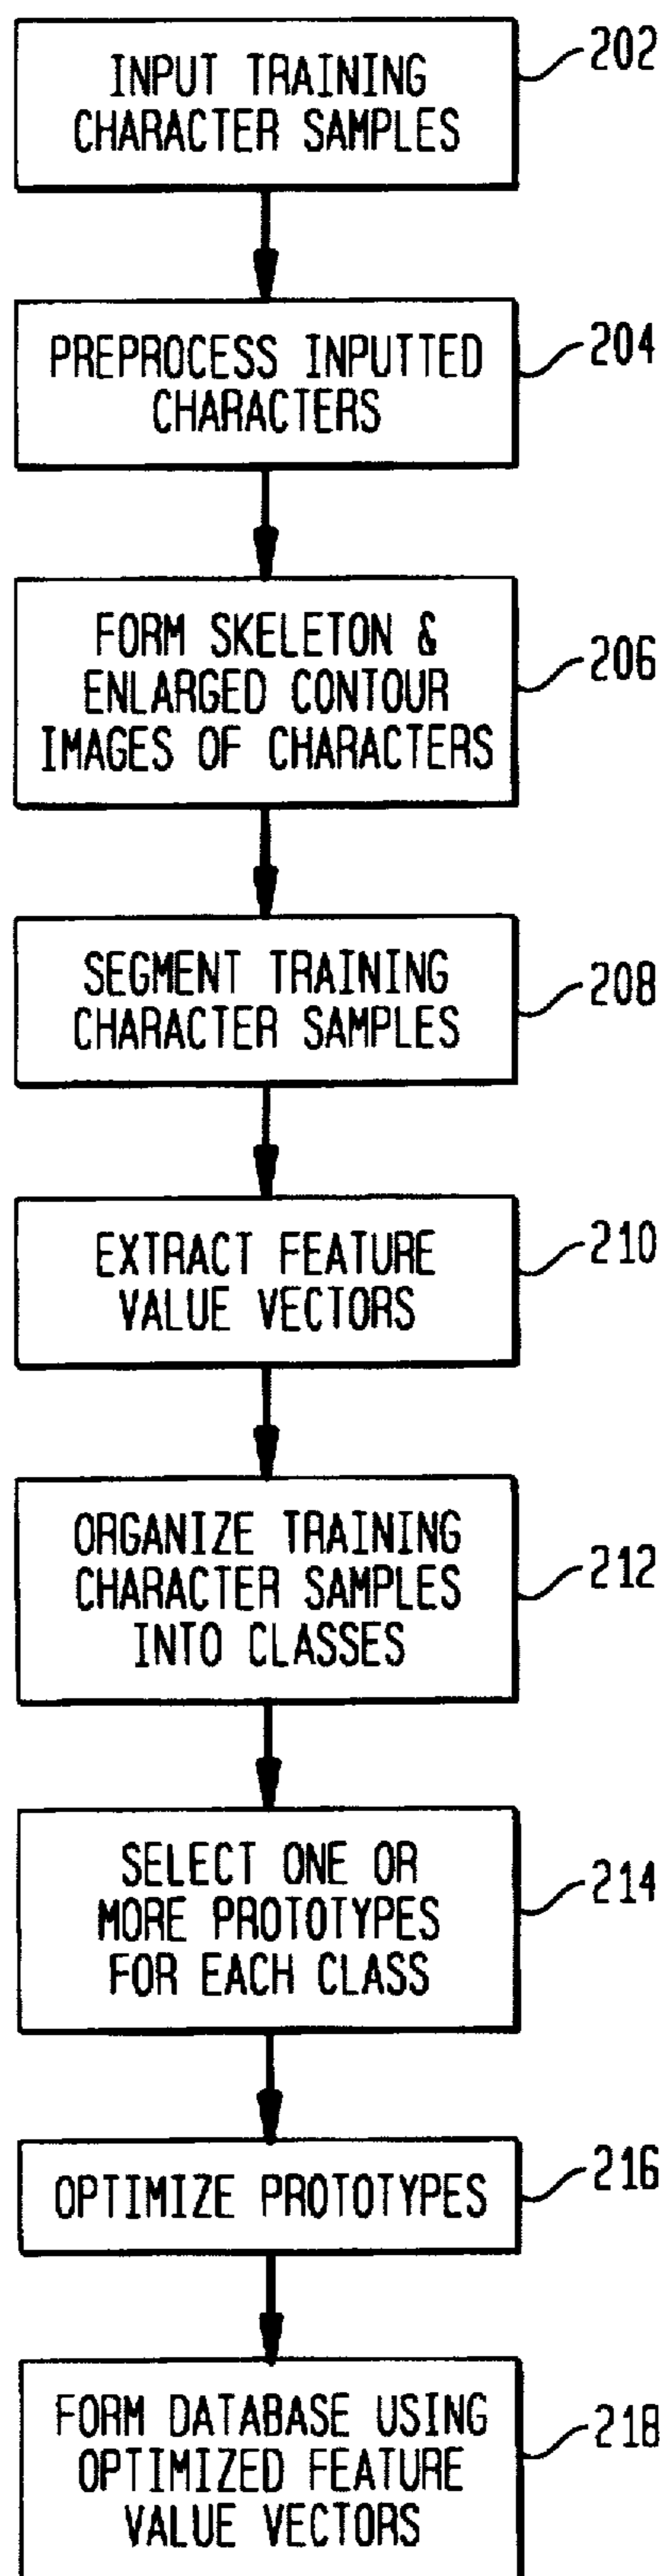 INPUT TRAINING
CHARACTER SAMPLES
202
PREPROCESS INPUTTED
CHARACTERS
204
FORM SKELETON &
ENLARGED CONTOUR
IMAGES OF CHARACTERS
206
SEGMENT TRAINING
CHARACTER SAMPLES
208
EXTRACT FEATURE
VALUE VECTORS
210
ORGANIZE TRAINING
CHARACTER SAMPLES
INTO CLASSES
212
SELECT ONE OR
MORE PROTOTYPES
FOR EACH CLASS
214
OPTIMIZE PROTOTYPES
216
FORM DATABASE USING
OPTIMIZED FEATURE
VALUE VECTORS
218